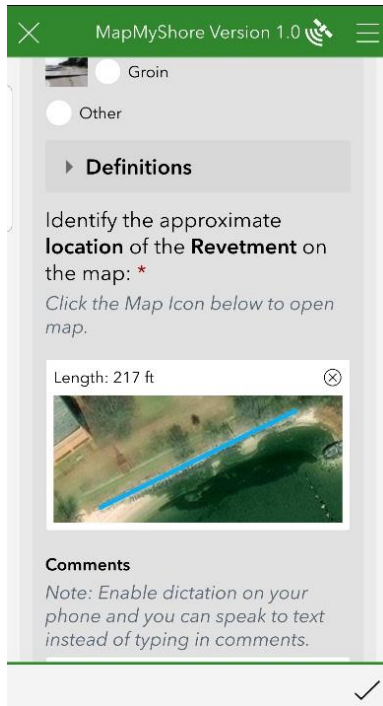 MapMyShore Version 1.0
Groin
Other
Definitions
Identify the approximate
location of the Revetment on
the map: *
Click the Map Icon below to open
map.
Length: 217 ft
Comments
Note: Enable dictation on your
phone and you can speak to text
instead of typing in comments.